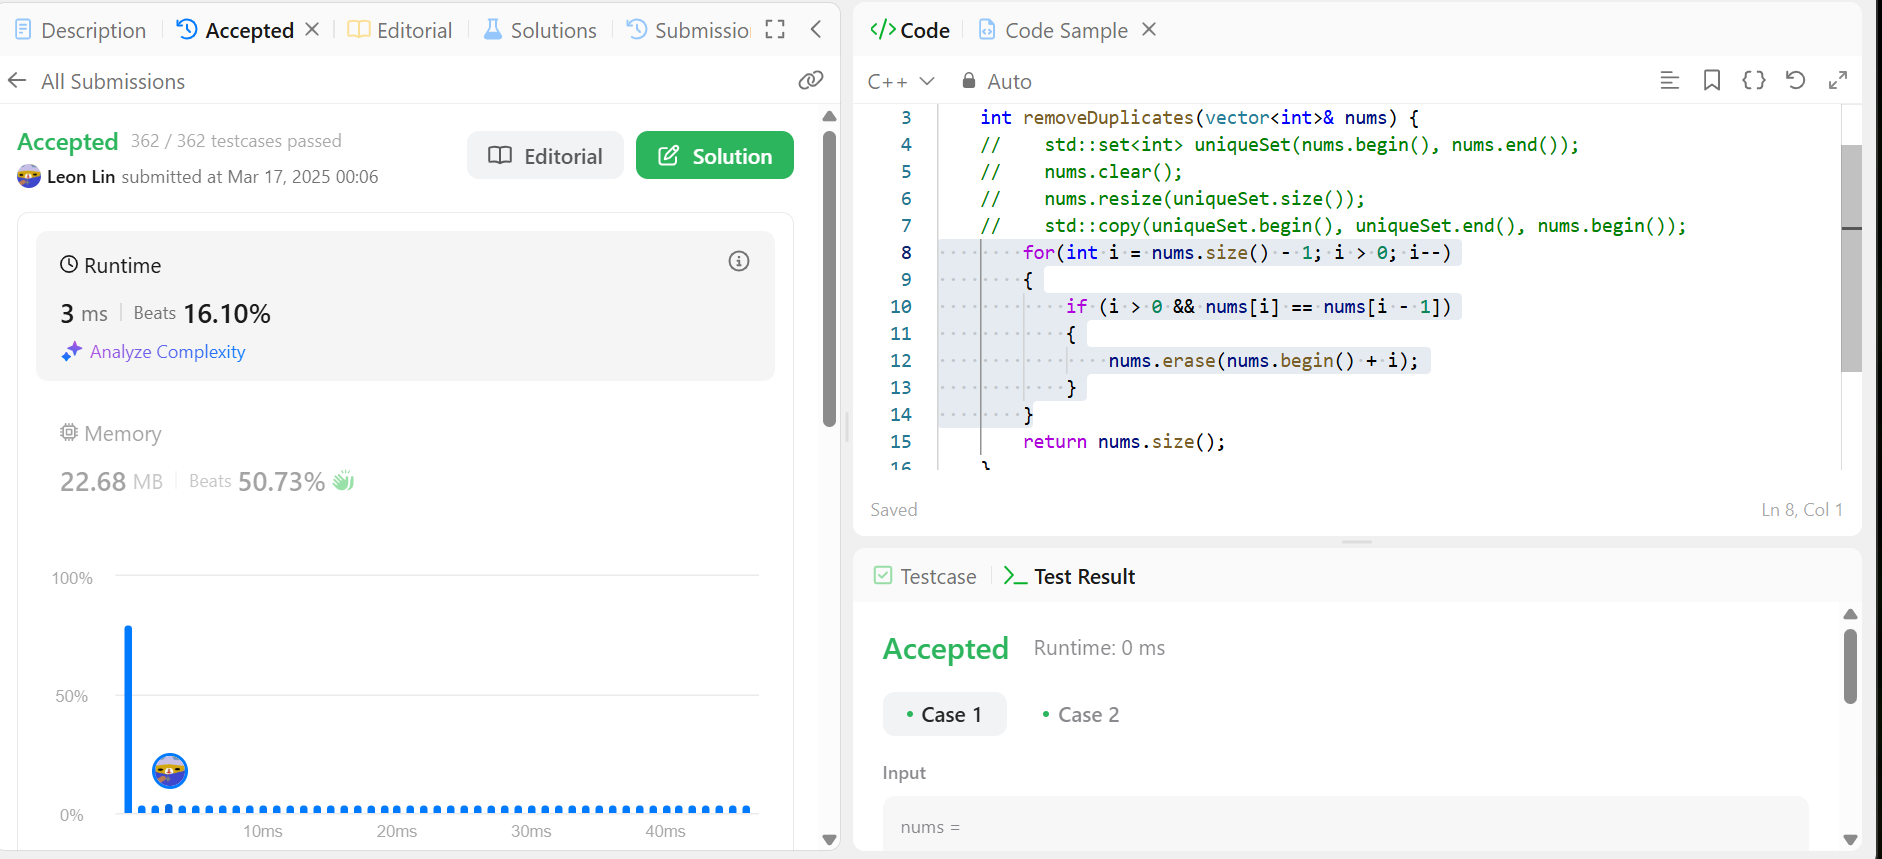 Description
Accepted
Editorial
Solutions
Submissio
All Submissions
Accepted 362 / 362 testcases passed
Leon Lin submitted at Mar 17, 2025 00:06
Editorial
Solution
Runtime
3 ms Beats 16.10%
Analyze Complexity
Memory
22.68 MB Beats 50.73%
100%
50%
0%
10ms 20ms 30ms 40ms
</> Code
Code Sample
C++
Auto
3 int removeDuplicates(vector<int>& nums) {
4 // std::set<int> uniqueSet(nums.begin(), nums.end());
5 // nums.clear();
6 // nums.resize(uniqueSet.size());
7 // std::copy(uniqueSet.begin(), uniqueSet.end(), nums.begin());
8 for(int i = nums.size() - 1; i > 0; i--)
9 {
10 if (i > 0 && nums[i] == nums[i - 1])
11 {
12 nums.erase(nums.begin() + i);
13 }
14 }
15 return nums.size();
16 }
Saved
Ln 8, Col 1
Testcase
Test Result
Accepted Runtime: 0 ms
Case 1
Case 2
Input
nums =